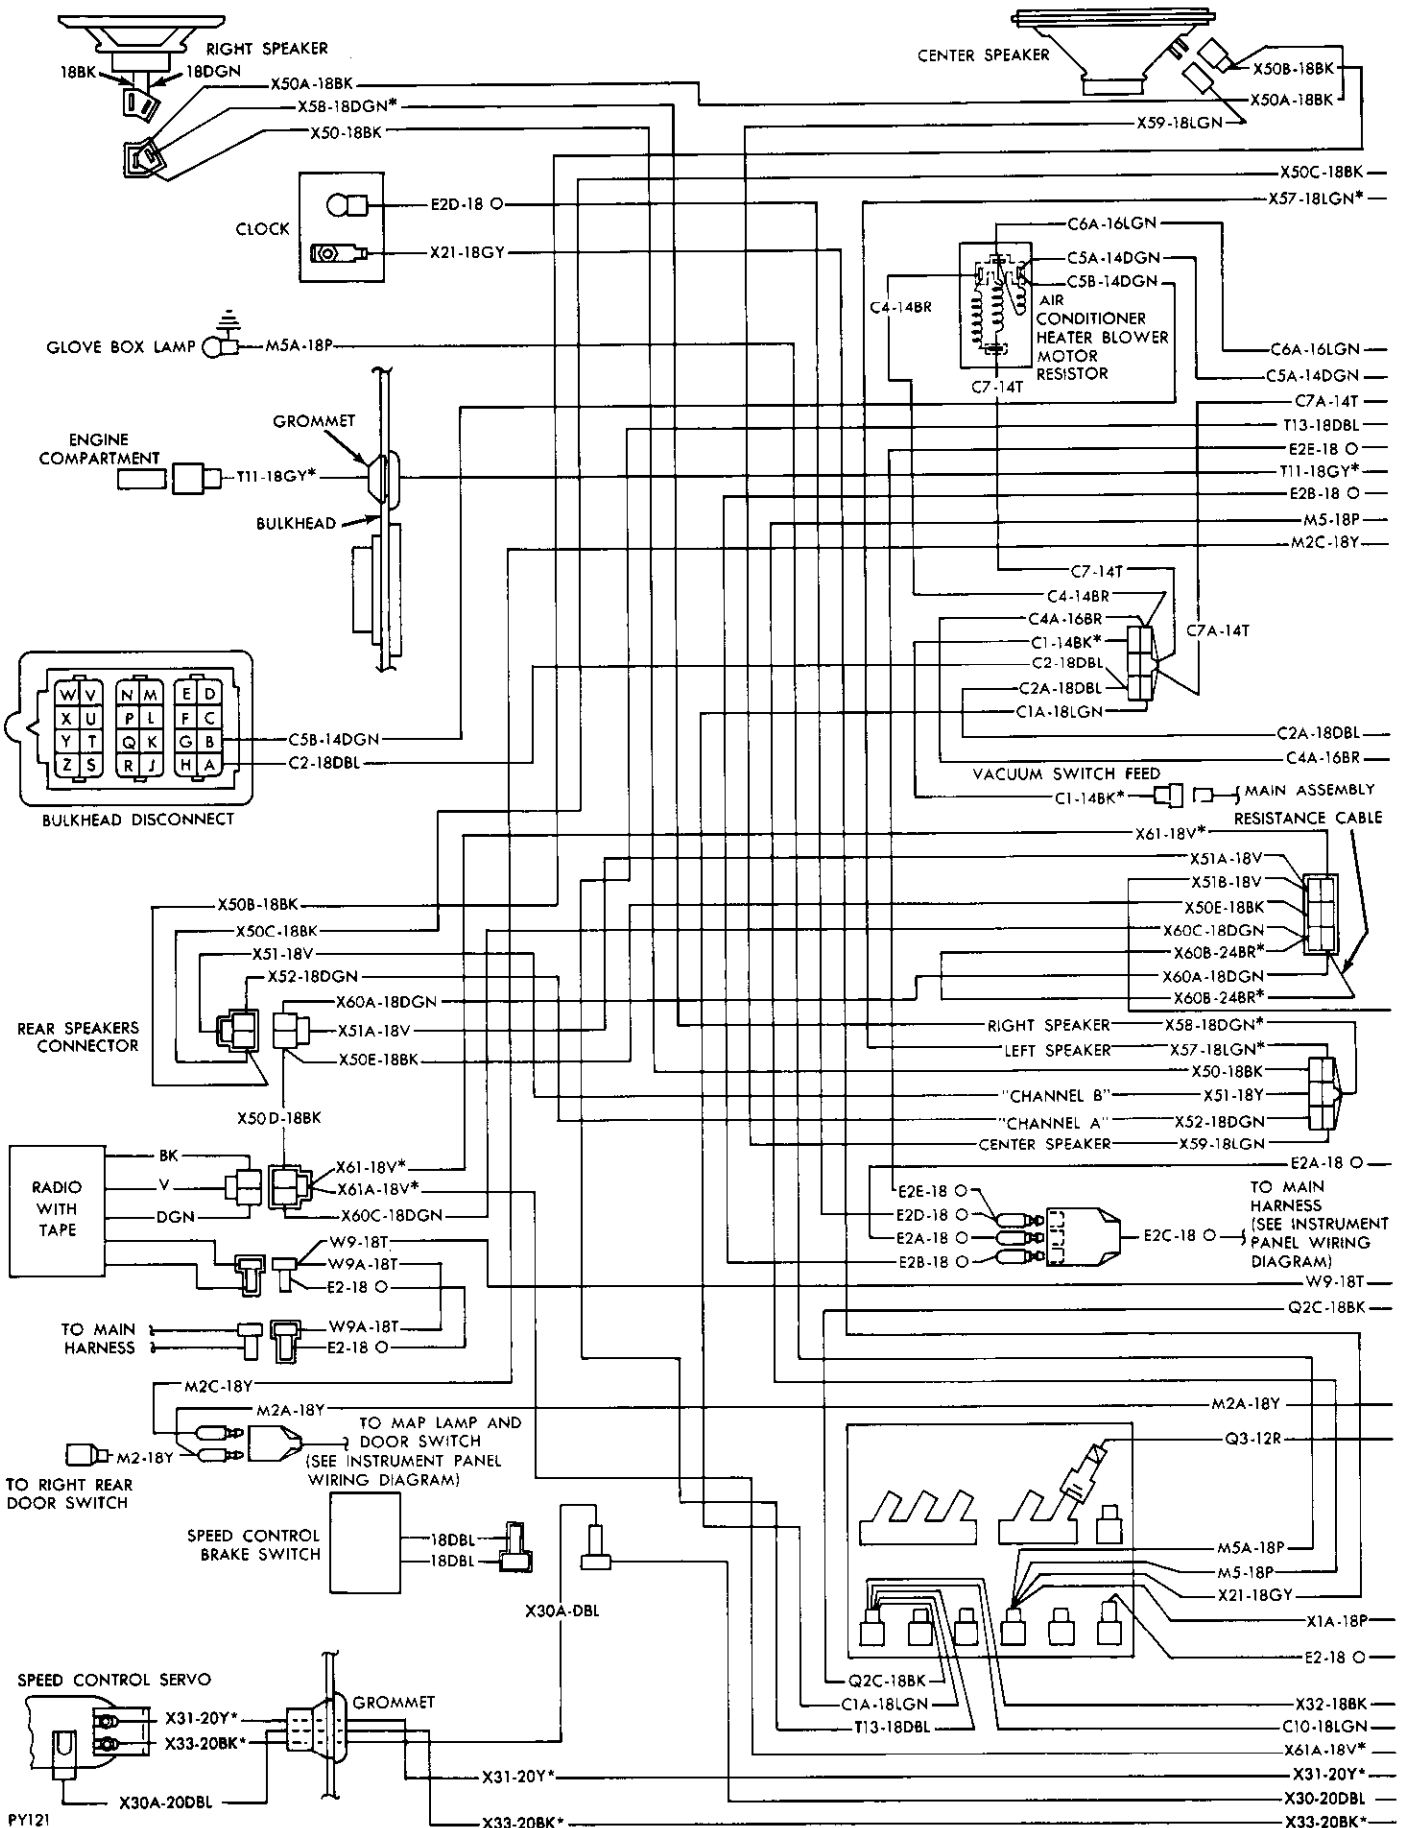 RIGHT SPEAKER
18BK
18DGN
X50A-18BK
X58-18DGN*
X50-18BK
CENTER SPEAKER
X50B-18BK
X50A-18BK
X59-18LGN
X50C-18BK
X57-18LGN*
CLOCK
E2D-18 O
X21-18GY
C6A-16LGN
C5A-14DGN
C5B-14DGN
C4-14BR
AIR
CONDITIONER
HEATER BLOWER
MOTOR
RESISTOR
C7-14T
GLOVE BOX LAMP
M5A-18P
C6A-16LGN
C5A-14DGN
C7A-14T
T13-18DBL
E2E-18 O
T11-18GY*
E2B-18 O
M5-18P
M2C-18Y
GROMMET
ENGINE
COMPARTMENT
T11-18GY*
BULKHEAD
C7-14T
C4-14BR
C4A-16BR
C1-14BK*
C2-18DBL
C2A-18DBL
C1A-18LGN
C7A-14T
C2A-18DBL
C4A-16BR
W V N M E D
X U P L F C
Y T Q K G B
Z S R J H A
C5B-14DGN
C2-18DBL
BULKHEAD DISCONNECT
VACUUM SWITCH FEED
C1-14BK*
MAIN ASSEMBLY
RESISTANCE CABLE
X61-18V*
X51A-18V
X51B-18V
X50E-18BK
X60C-18DGN
X60B-24BR*
X60A-18DGN
X60B-24BR*
X50B-18BK
X50C-18BK
X51-18V
X52-18DGN
X60A-18DGN
X51A-18V
X50E-18BK
REAR SPEAKERS
CONNECTOR
X50D-18BK
RIGHT SPEAKER X58-18DGN*
LEFT SPEAKER X57-18LGN*
X50-18BK
"CHANNEL B" X51-18Y
"CHANNEL A" X52-18DGN
CENTER SPEAKER X59-18LGN
RADIO
WITH
TAPE
BK
V
DGN
X61-18V*
X61A-18V*
X60C-18DGN
W9-18T
W9A-18T
E2-18 O
E2A-18 O
E2E-18 O
E2D-18 O
E2A-18 O
E2B-18 O
E2C-18 O
TO MAIN
HARNESS
(SEE INSTRUMENT
PANEL WIRING
DIAGRAM)
W9-18T
Q2C-18BK
TO MAIN
HARNESS
W9A-18T
E2-18 O
M2C-18Y
M2A-18Y
M2-18Y
TO MAP LAMP AND
DOOR SWITCH
(SEE INSTRUMENT PANEL
WIRING DIAGRAM)
TO RIGHT REAR
DOOR SWITCH
M2A-18Y
Q3-12R
SPEED CONTROL
BRAKE SWITCH
18DBL
18DBL
X30A-DBL
M5A-18P
M5-18P
X21-18GY
X1A-18P
E2-18 O
Q2C-18BK
C1A-18LGN
T13-18DBL
X32-18BK
C10-18LGN
X61A-18V*
X31-20Y*
X30-20DBL
X33-20BK*
SPEED CONTROL SERVO
X31-20Y*
X33-20BK*
GROMMET
X30A-20DBL
X31-20Y*
X33-20BK*
PY121